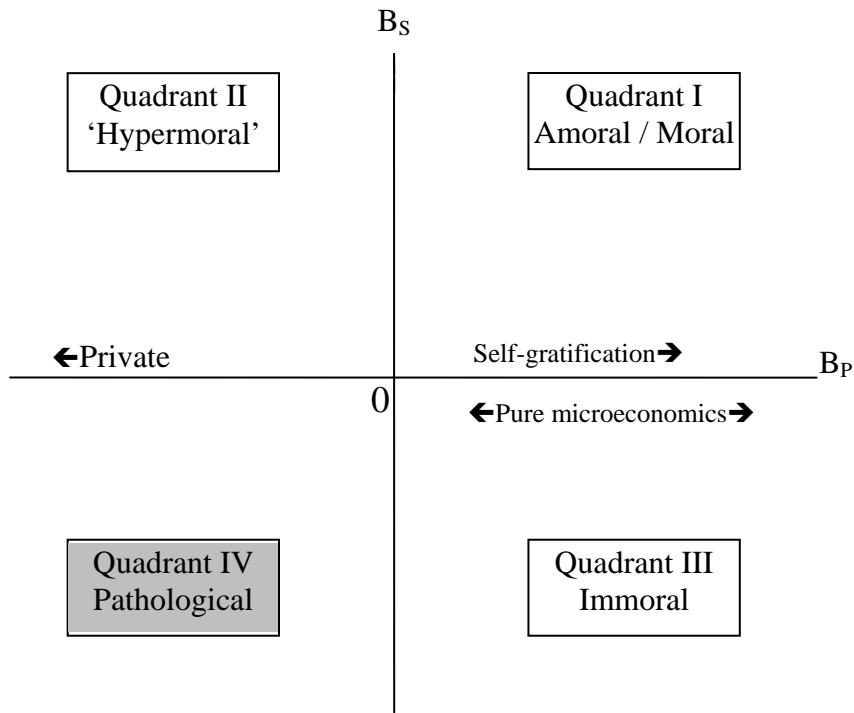 B_S
Quadrant II
‘Hypermoral’
Quadrant I
Amoral / Moral
←Private
Self-gratification→
B_P
0
←Pure microeconomics→
Quadrant IV
Pathological
Quadrant III
Immoral